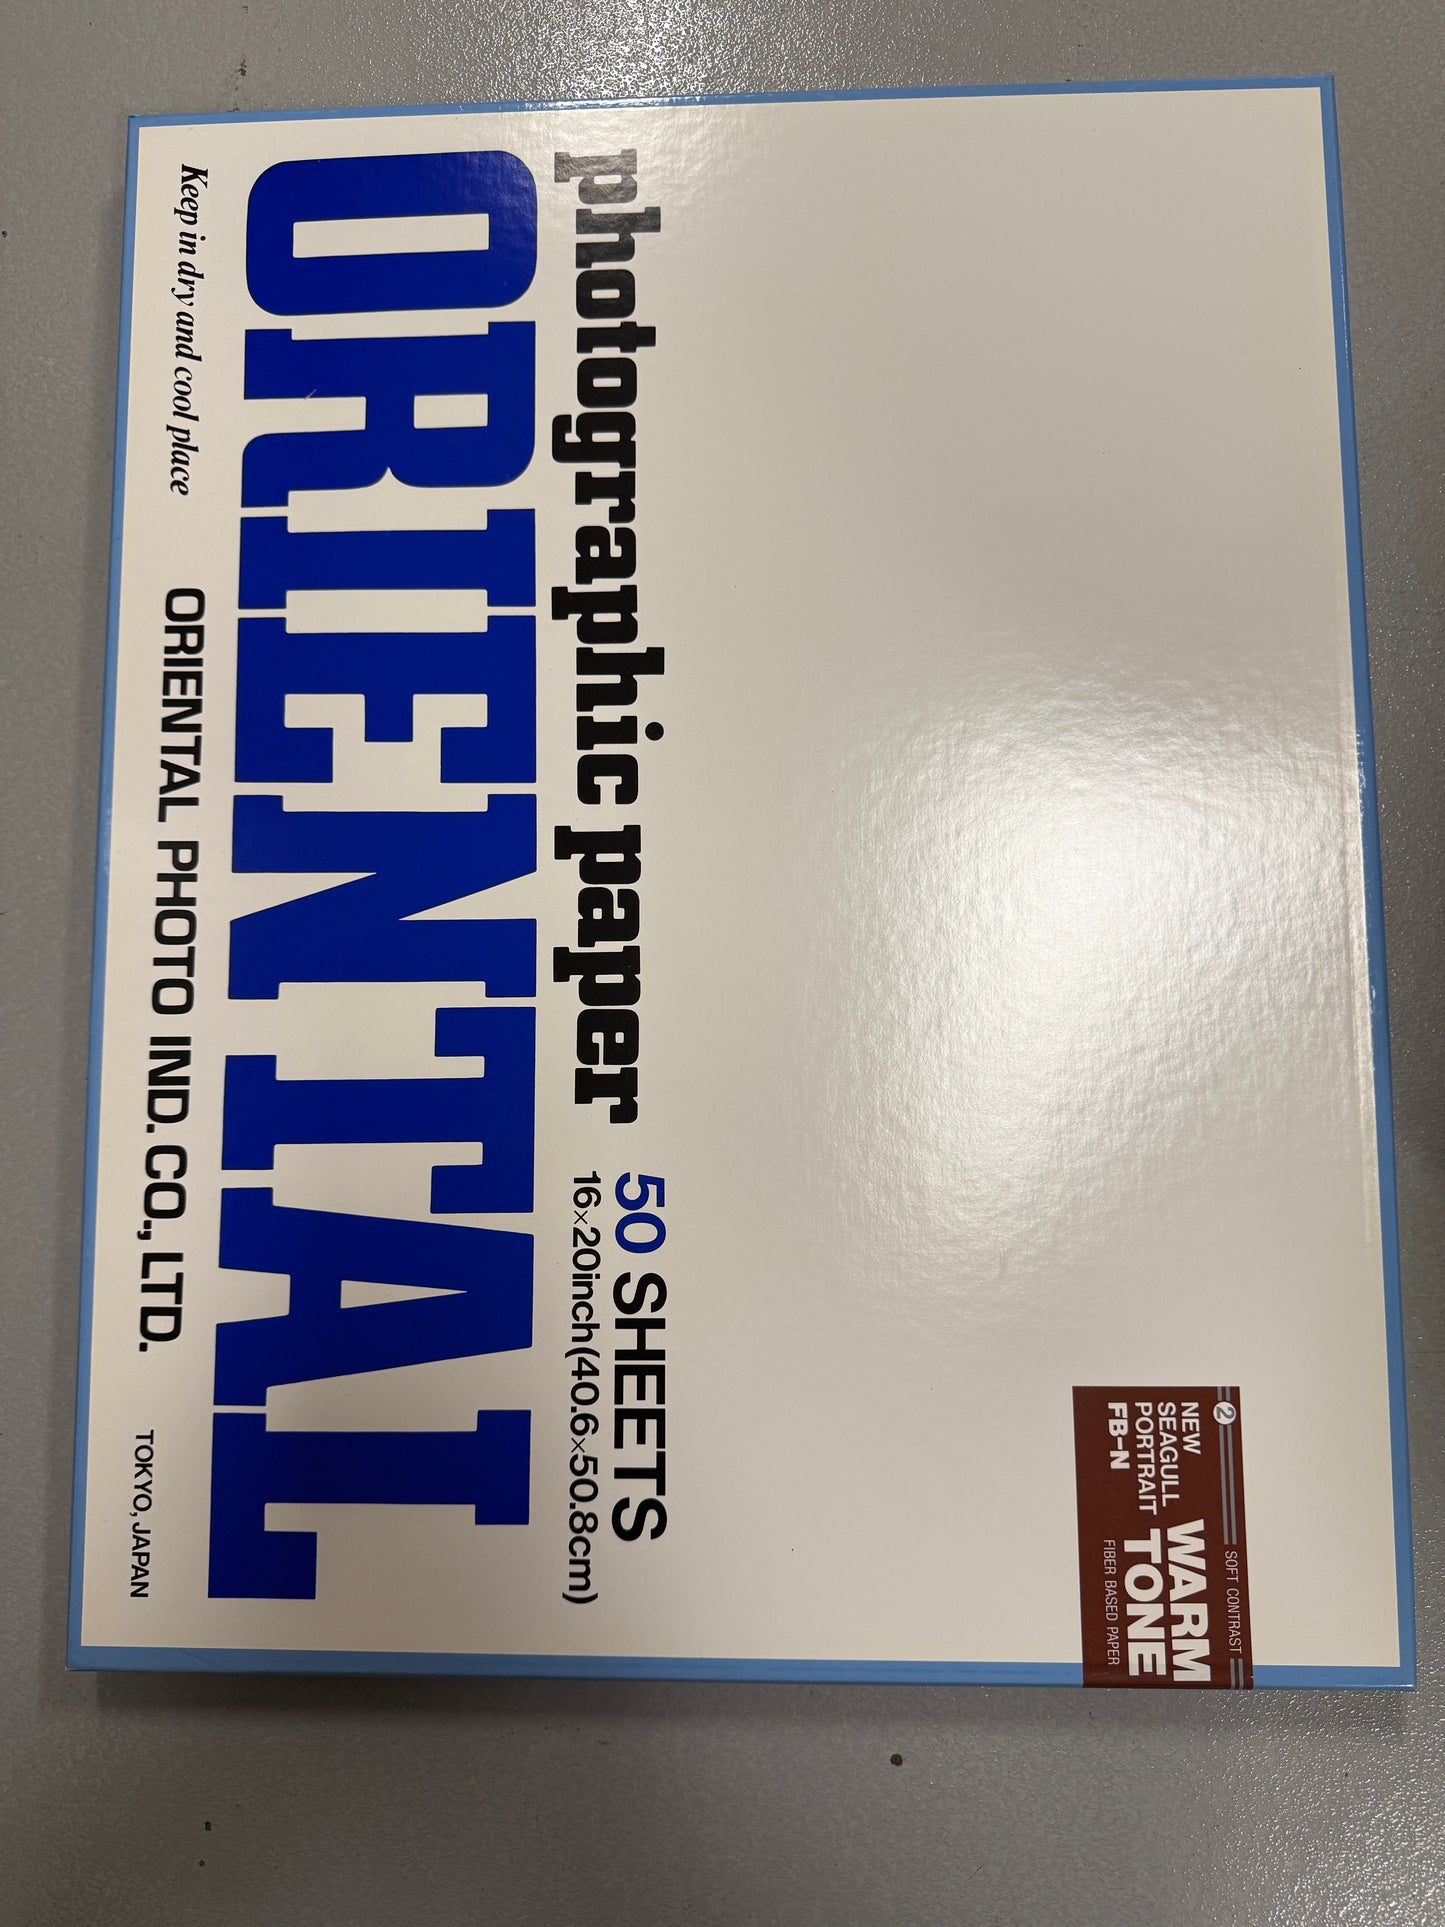 ② SOFT CONTRAST
NEW
SEAGULL
PORTRAIT
FB-N
WARM
TONE
FIBER BASED PAPER
photographic paper
50 SHEETS
16×20inch(40.6×50.8cm)
ORIENTAL
Keep in dry and cool place
ORIENTAL PHOTO IND. CO., LTD.
TOKYO, JAPAN